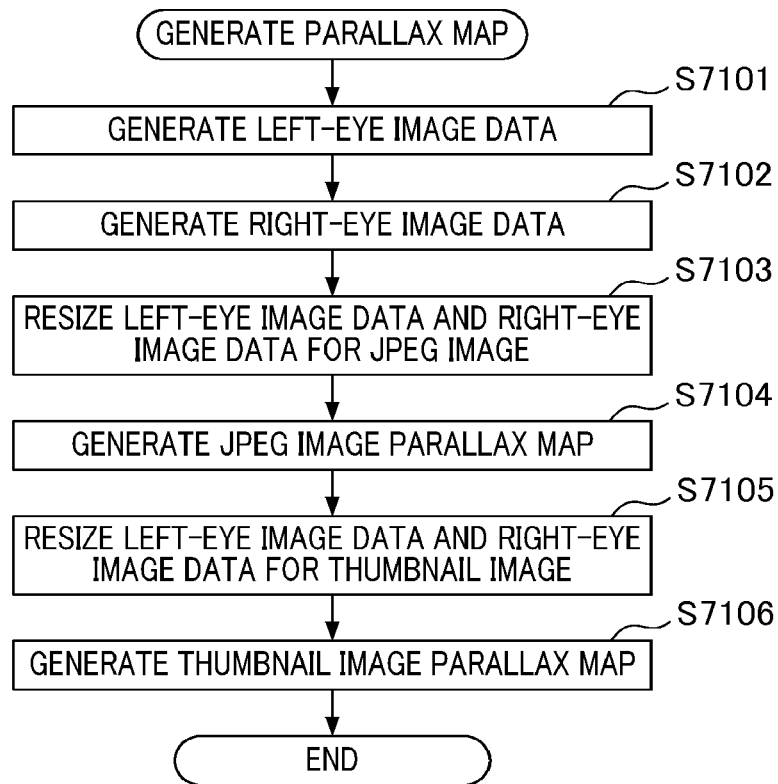 GENERATE PARALLAX MAP
S7101
GENERATE LEFT-EYE IMAGE DATA
S7102
GENERATE RIGHT-EYE IMAGE DATA
S7103
RESIZE LEFT-EYE IMAGE DATA AND RIGHT-EYE
IMAGE DATA FOR JPEG IMAGE
S7104
GENERATE JPEG IMAGE PARALLAX MAP
S7105
RESIZE LEFT-EYE IMAGE DATA AND RIGHT-EYE
IMAGE DATA FOR THUMBNAIL IMAGE
S7106
GENERATE THUMBNAIL IMAGE PARALLAX MAP
END